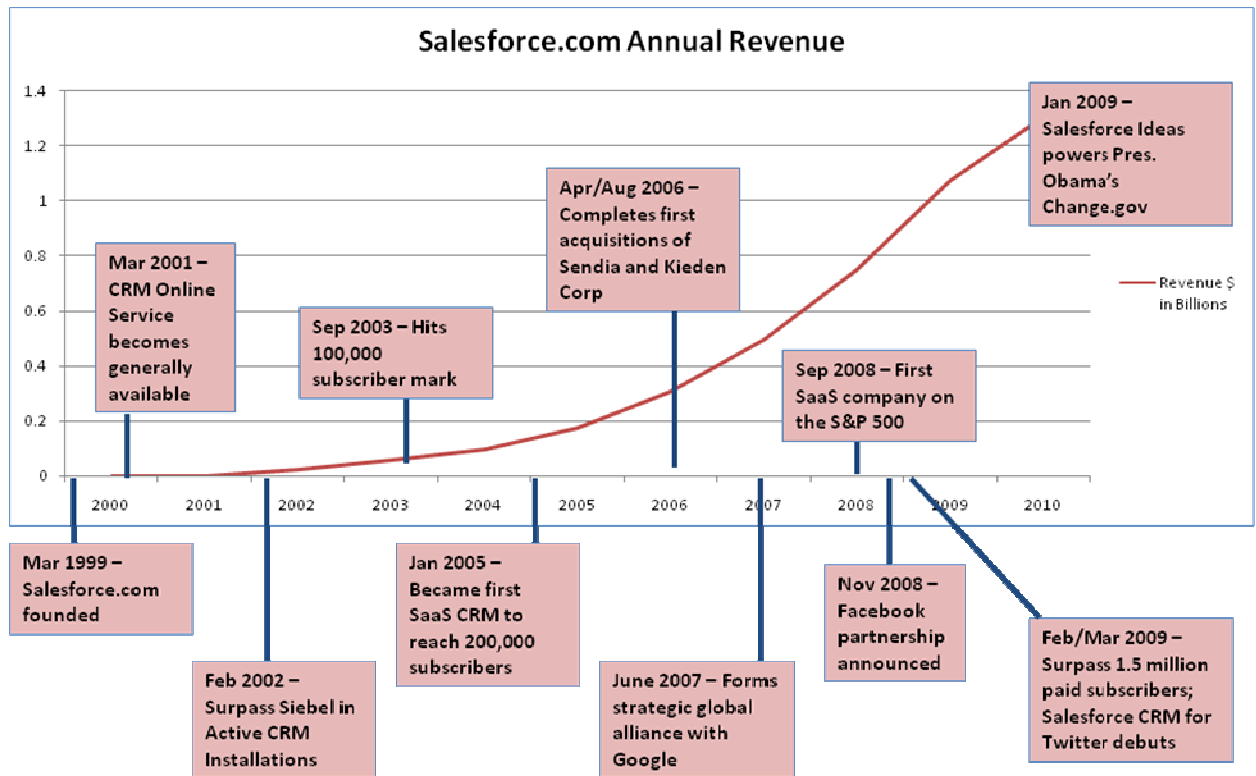 Salesforce.com Annual Revenue
1.4
1.2
1
0.8
0.6
0.4
0.2
0
2000
2001
2002
2003
2004
2005
2006
2007
2008
2009
2010
Revenue $
in Billions
Mar 2001 –
CRM Online
Service
becomes
generally
available
Sep 2003 – Hits
100,000
subscriber mark
Apr/Aug 2006 –
Completes first
acquisitions of
Sendia and Kieden
Corp
Sep 2008 – First
SaaS company on
the S&P 500
Jan 2009 –
Salesforce Ideas
powers Pres.
Obama’s
Change.gov
Mar 1999 –
Salesforce.com
founded
Feb 2002 –
Surpass Siebel in
Active CRM
Installations
Jan 2005 –
Became first
SaaS CRM to
reach 200,000
subscribers
June 2007 – Forms
strategic global
alliance with
Google
Nov 2008 –
Facebook
partnership
announced
Feb/Mar 2009 –
Surpass 1.5 million
paid subscribers;
Salesforce CRM for
Twitter debuts